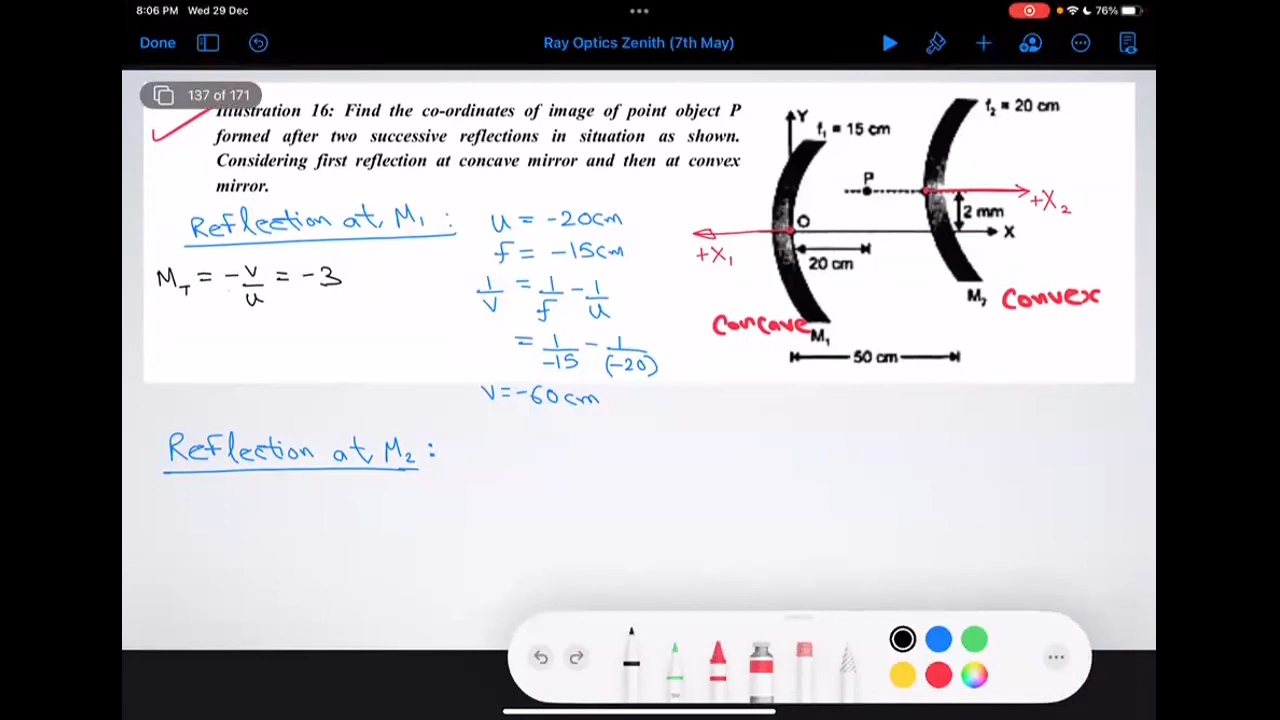 8:06 PM Wed 29 Dec
76%
Done
Ray Optics Zenith (7th May)
137 of 171
Illustration 16: Find the co-ordinates of image of point object P
formed after two successive reflections in situation as shown.
Considering first reflection at concave mirror and then at convex
mirror.
Reflection at M₁ :
u = -20cm
f = -15cm
M_T = -v/u = -3
1/v = 1/f - 1/u
= 1/-15 - 1/(-20)
v = -60cm
Y
f₁ = 15 cm
f₂ = 20 cm
P
+X₂
2 mm
O
X
+X₁
20 cm
M₂ Convex
Concave M₁
50 cm
Reflection at M₂ :